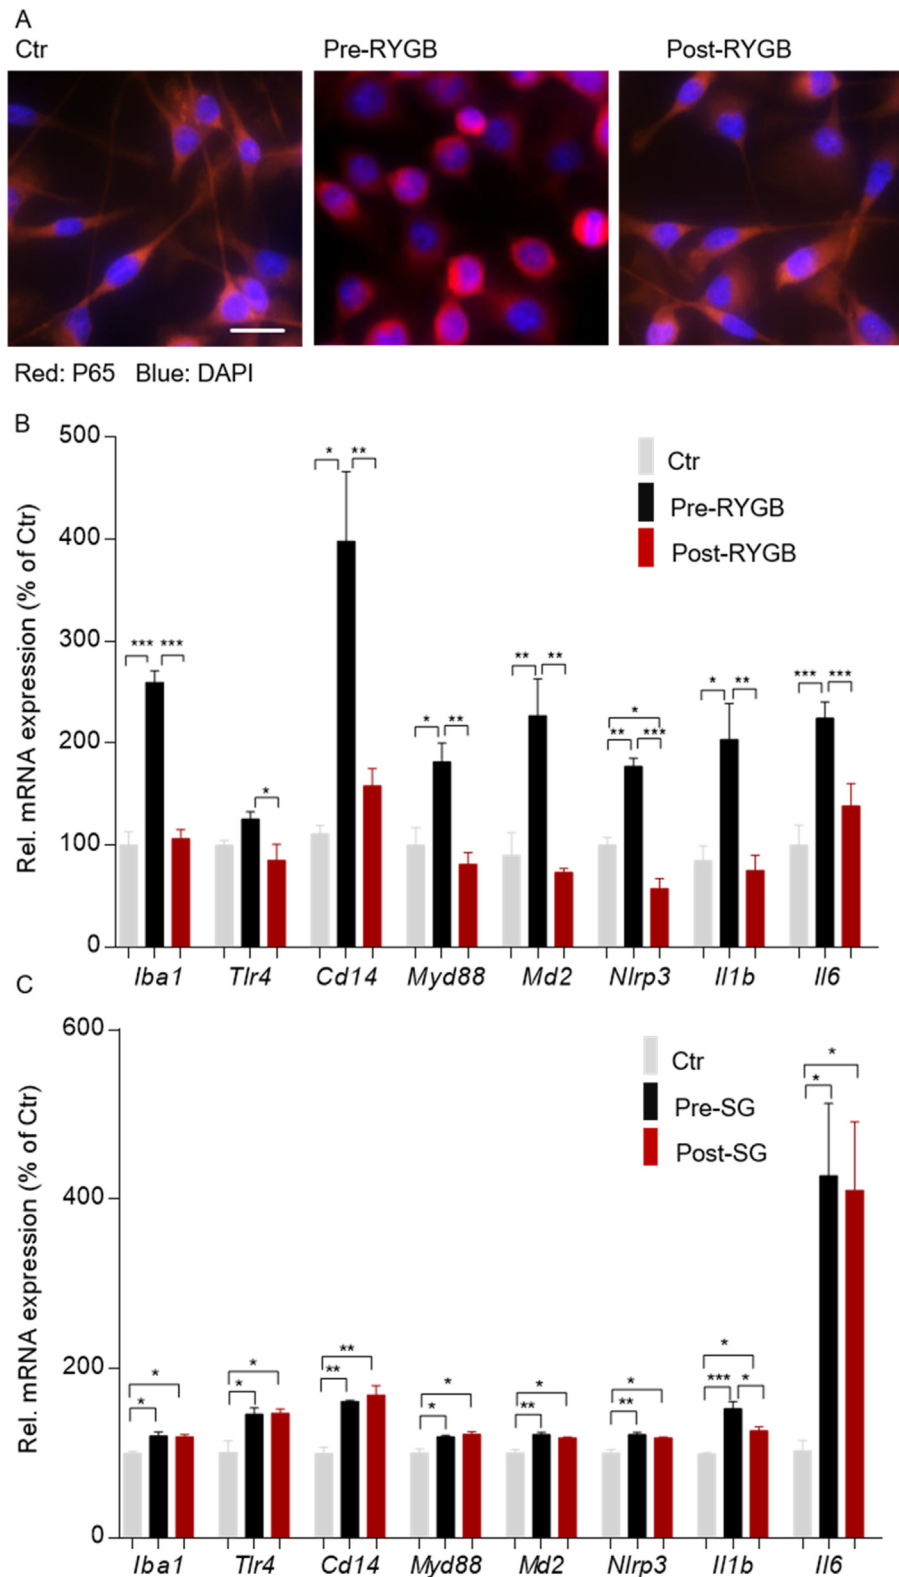 A
Ctr Pre-RYGB Post-RYGB
Red: P65 Blue: DAPI
B
Rel. mRNA expression (% of Ctr)
500
400
300
200
100
0
* **
*** ***
*
* **
** **
*
** ***
* **
*** ***
Ctr
Pre-RYGB
Post-RYGB
Iba1 Tlr4 Cd14 Myd88 Md2 Nlrp3 Il1b Il6
C
Rel. mRNA expression (% of Ctr)
600
400
200
0
Ctr
Pre-SG
Post-SG
*
*
*
*
*
*
**
**
*
*
*
**
*
**
*
*** *
*
*
Iba1 Tlr4 Cd14 Myd88 Md2 Nlrp3 Il1b Il6